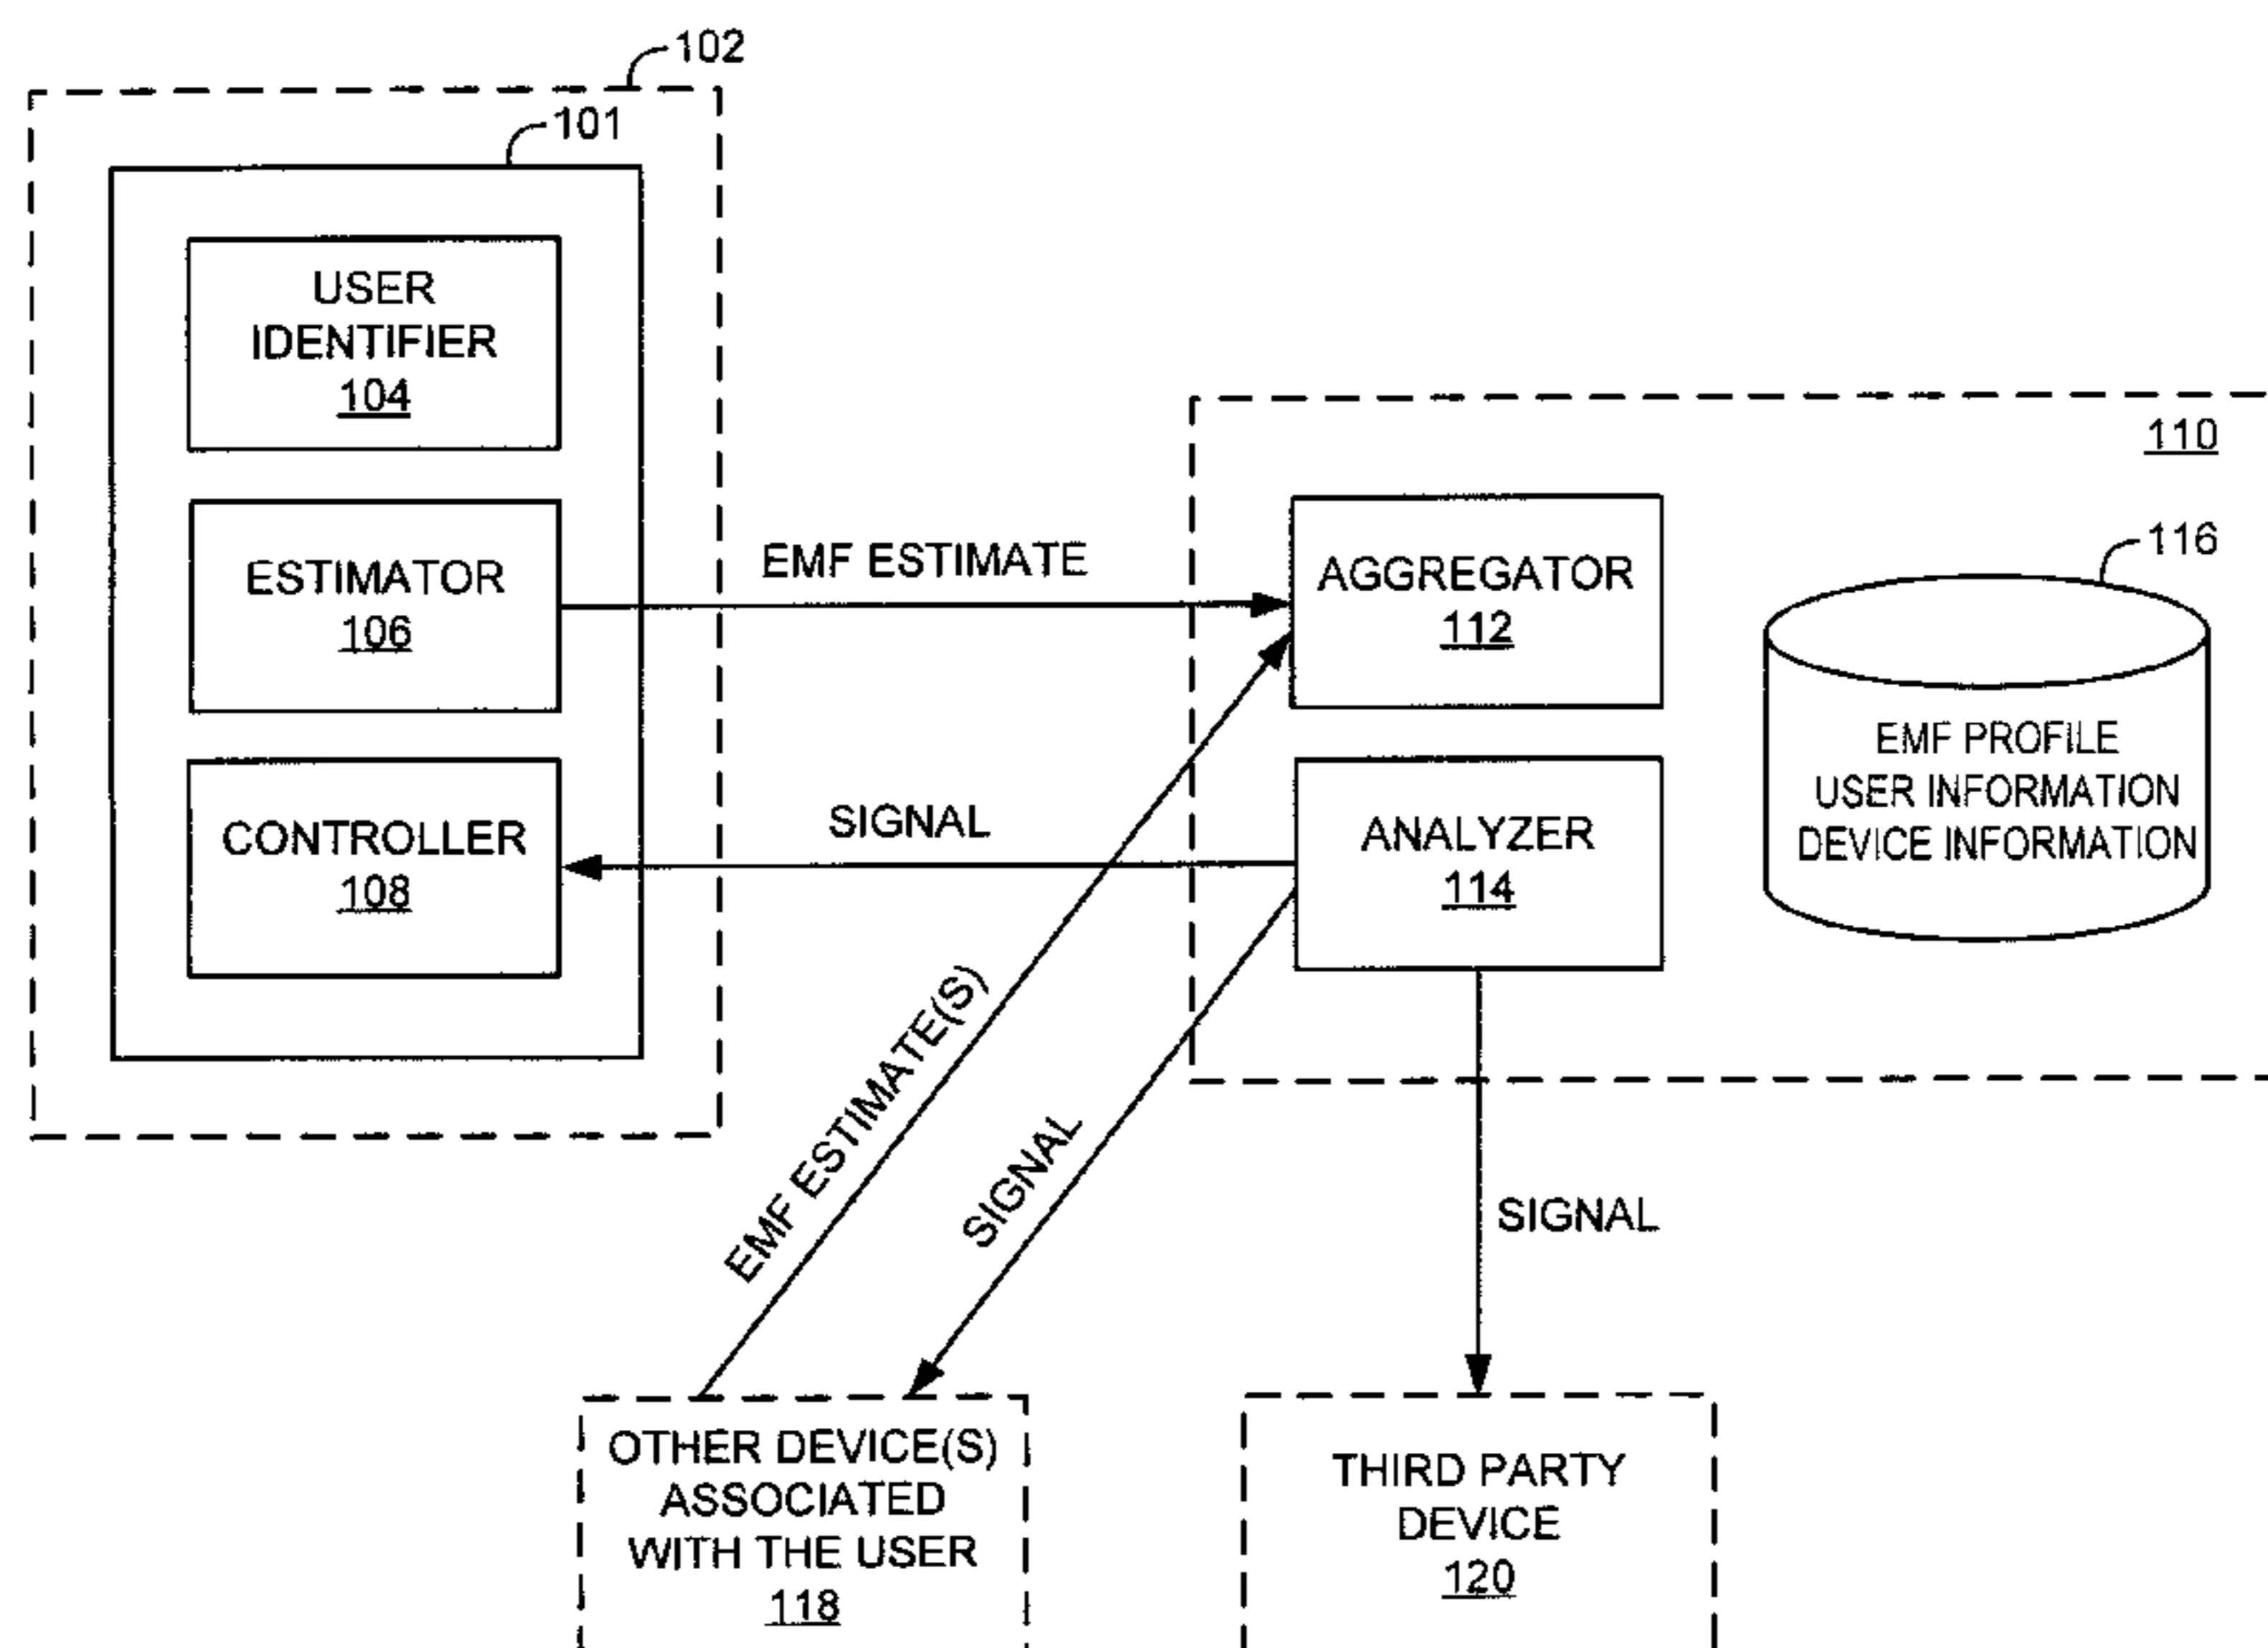 102
101
USER
IDENTIFIER
104
ESTIMATOR
106
CONTROLLER
108
EMF ESTIMATE
SIGNAL
110
AGGREGATOR
112
ANALYZER
114
116
EMF PROFILE
USER INFORMATION
DEVICE INFORMATION
EMF ESTIMATE(S)
SIGNAL
SIGNAL
OTHER DEVICE(S)
ASSOCIATED
WITH THE USER
118
THIRD PARTY
DEVICE
120